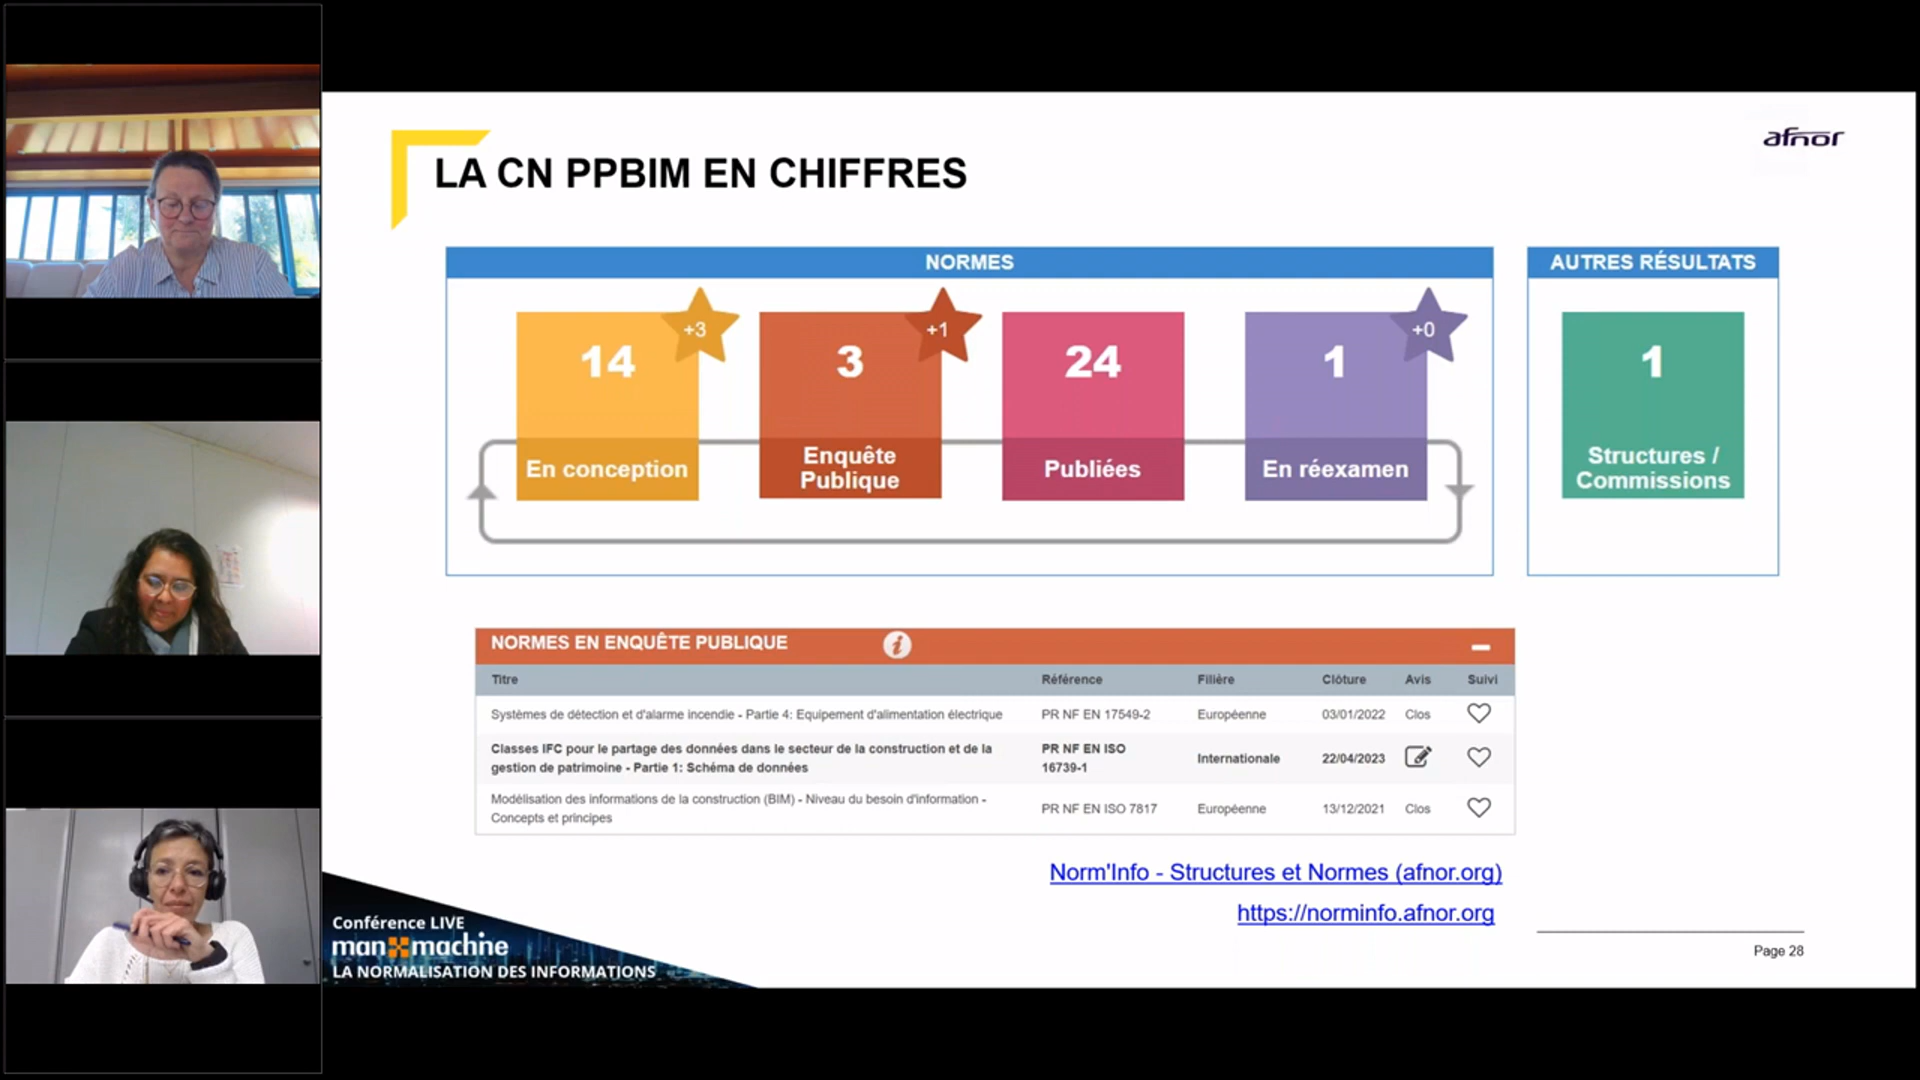 afnor
LA CN PPBIM EN CHIFFRES
NORMES
AUTRES RÉSULTATS
+3
+1
+0
14
3
24
1
1
En conception
Enquête
Publique
Publiées
En réexamen
Structures /
Commissions
NORMES EN ENQUÊTE PUBLIQUE
i
Titre Référence Filière Clôture Avis Suivi
Systèmes de détection et d'alarme incendie - Partie 4: Equipement d'alimentation électrique PR NF EN 17549-2 Européenne 03/01/2022 Clos
Classes IFC pour le partage des données dans le secteur de la construction et de la
gestion de patrimoine - Partie 1: Schéma de données
PR NF EN ISO
16739-1
Internationale 22/04/2023
Modélisation des informations de la construction (BIM) - Niveau du besoin d'information -
Concepts et principes
PR NF EN ISO 7817 Européenne 13/12/2021 Clos
Norm'Info - Structures et Normes (afnor.org)
https://norminfo.afnor.org
Conférence LIVE
man machine
LA NORMALISATION DES INFORMATIONS
Page 28